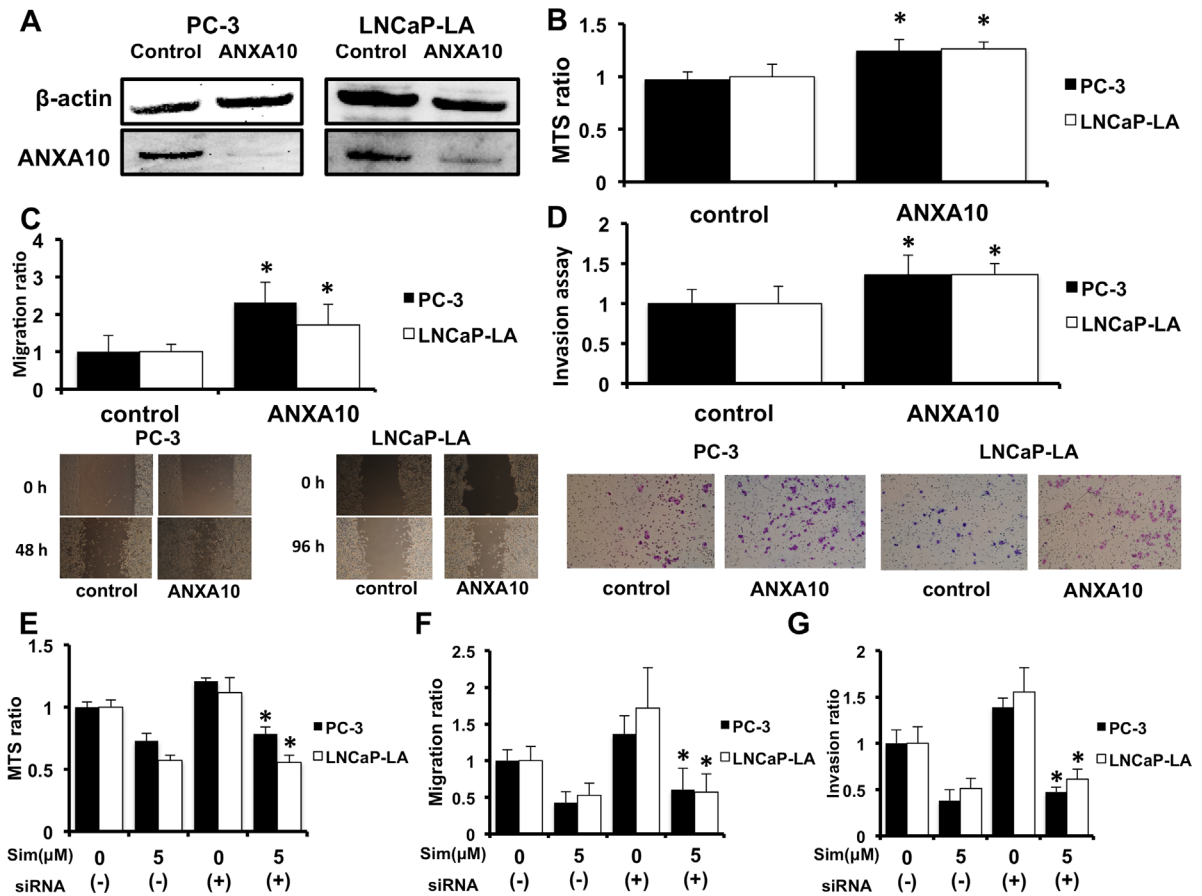 A
PC-3
LNCaP-LA
Control ANXA10
Control ANXA10
β-actin
ANXA10
B
MTS ratio
1.5
1
0.5
0
*
*
control
ANXA10
PC-3
LNCaP-LA
C
Migration ratio
4
3
2
1
0
*
*
control
ANXA10
PC-3
LNCaP-LA
PC-3
LNCaP-LA
0 h
0 h
48 h
96 h
control
ANXA10
control
ANXA10
D
Invasion assay
2
1.5
1
0.5
0
*
*
control
ANXA10
PC-3
LNCaP-LA
PC-3
LNCaP-LA
control
ANXA10
control
ANXA10
E
MTS ratio
1.5
1
0.5
0
*
*
PC-3
LNCaP-LA
Sim(μM) 0 5 0 5
siRNA (-) (-) (+) (+)
F
Migration ratio
2.5
2
1.5
1
0.5
0
*
*
PC-3
LNCaP-LA
Sim(μM) 0 5 0 5
siRNA (-) (-) (+) (+)
G
Invasion ratio
2
1.5
1
0.5
0
*
*
PC-3
LNCaP-LA
Sim(μM) 0 5 0 5
siRNA (-) (-) (+) (+)